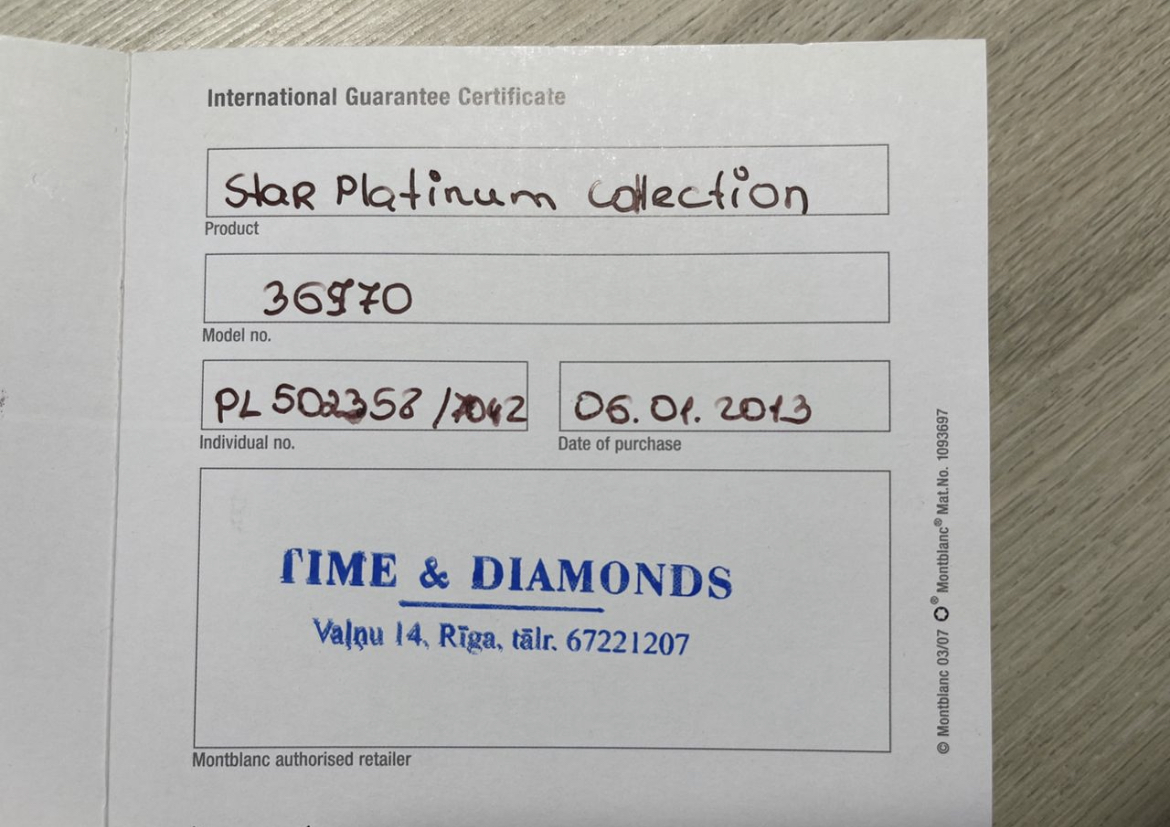 International Guarantee Certificate
Star Platinum Collection
Product
36970
Model no.
PL 502358 /7042
Individual no.
06.01.2013
Date of purchase
TIME & DIAMONDS
Vaļņu 14, Rīga, tālr. 67221207
Montblanc authorised retailer
© Montblanc 03/07 ® Montblanc® Mat.No. 1093697